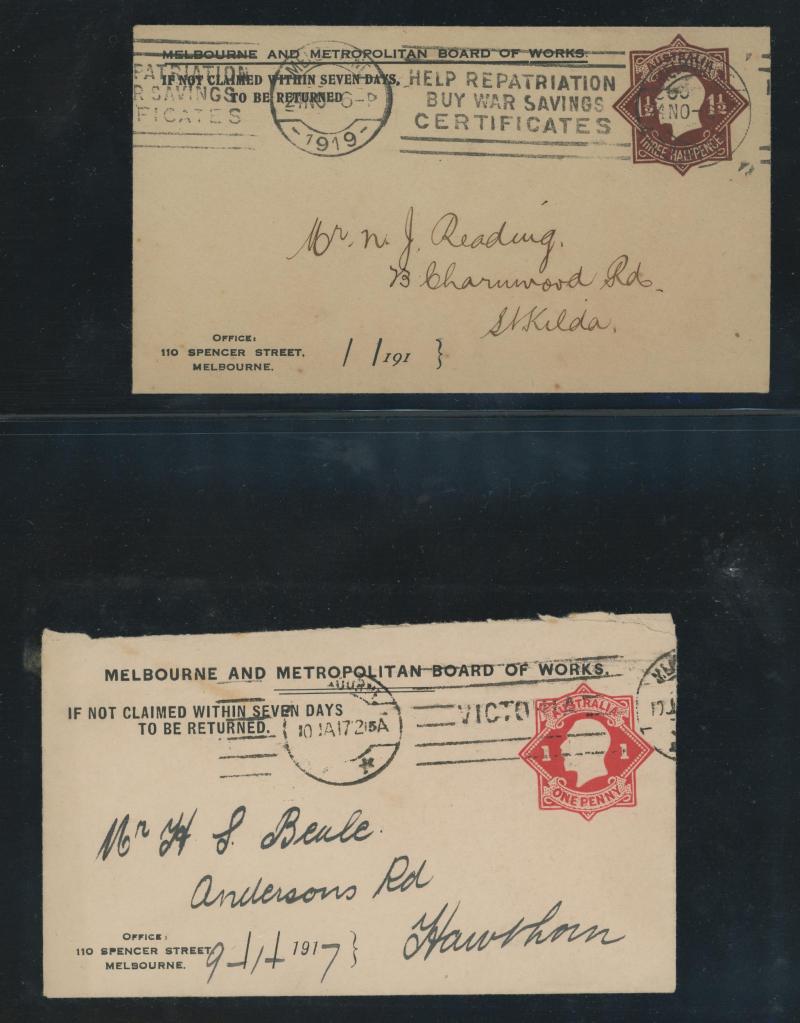 MELBOURNE AND METROPOLITAN BOARD OF WORKS.
IF NOT CLAIMED WITHIN SEVEN DAYS,
TO BE RETURNED
PATRIATION
R SAVINGS
FICATES
1919
HELP REPATRIATION
BUY WAR SAVINGS
CERTIFICATES
1½ 1½
THREE HALFPENCE
Mr. N. J. Reading.
73 Charnwood Rd.
St Kilda.
OFFICE:
110 SPENCER STREET,
MELBOURNE.
/ / 191 }
MELBOURNE AND METROPOLITAN BOARD OF WORKS.
IF NOT CLAIMED WITHIN SEVEN DAYS
TO BE RETURNED.
10 JA 17 2 15A
VICTORIA
AUSTRALIA
1 1
ONE PENNY
Mr H S. Beale.
Andersons Rd
Hawthorn
OFFICE:
110 SPENCER STREET,
MELBOURNE.
1917 }